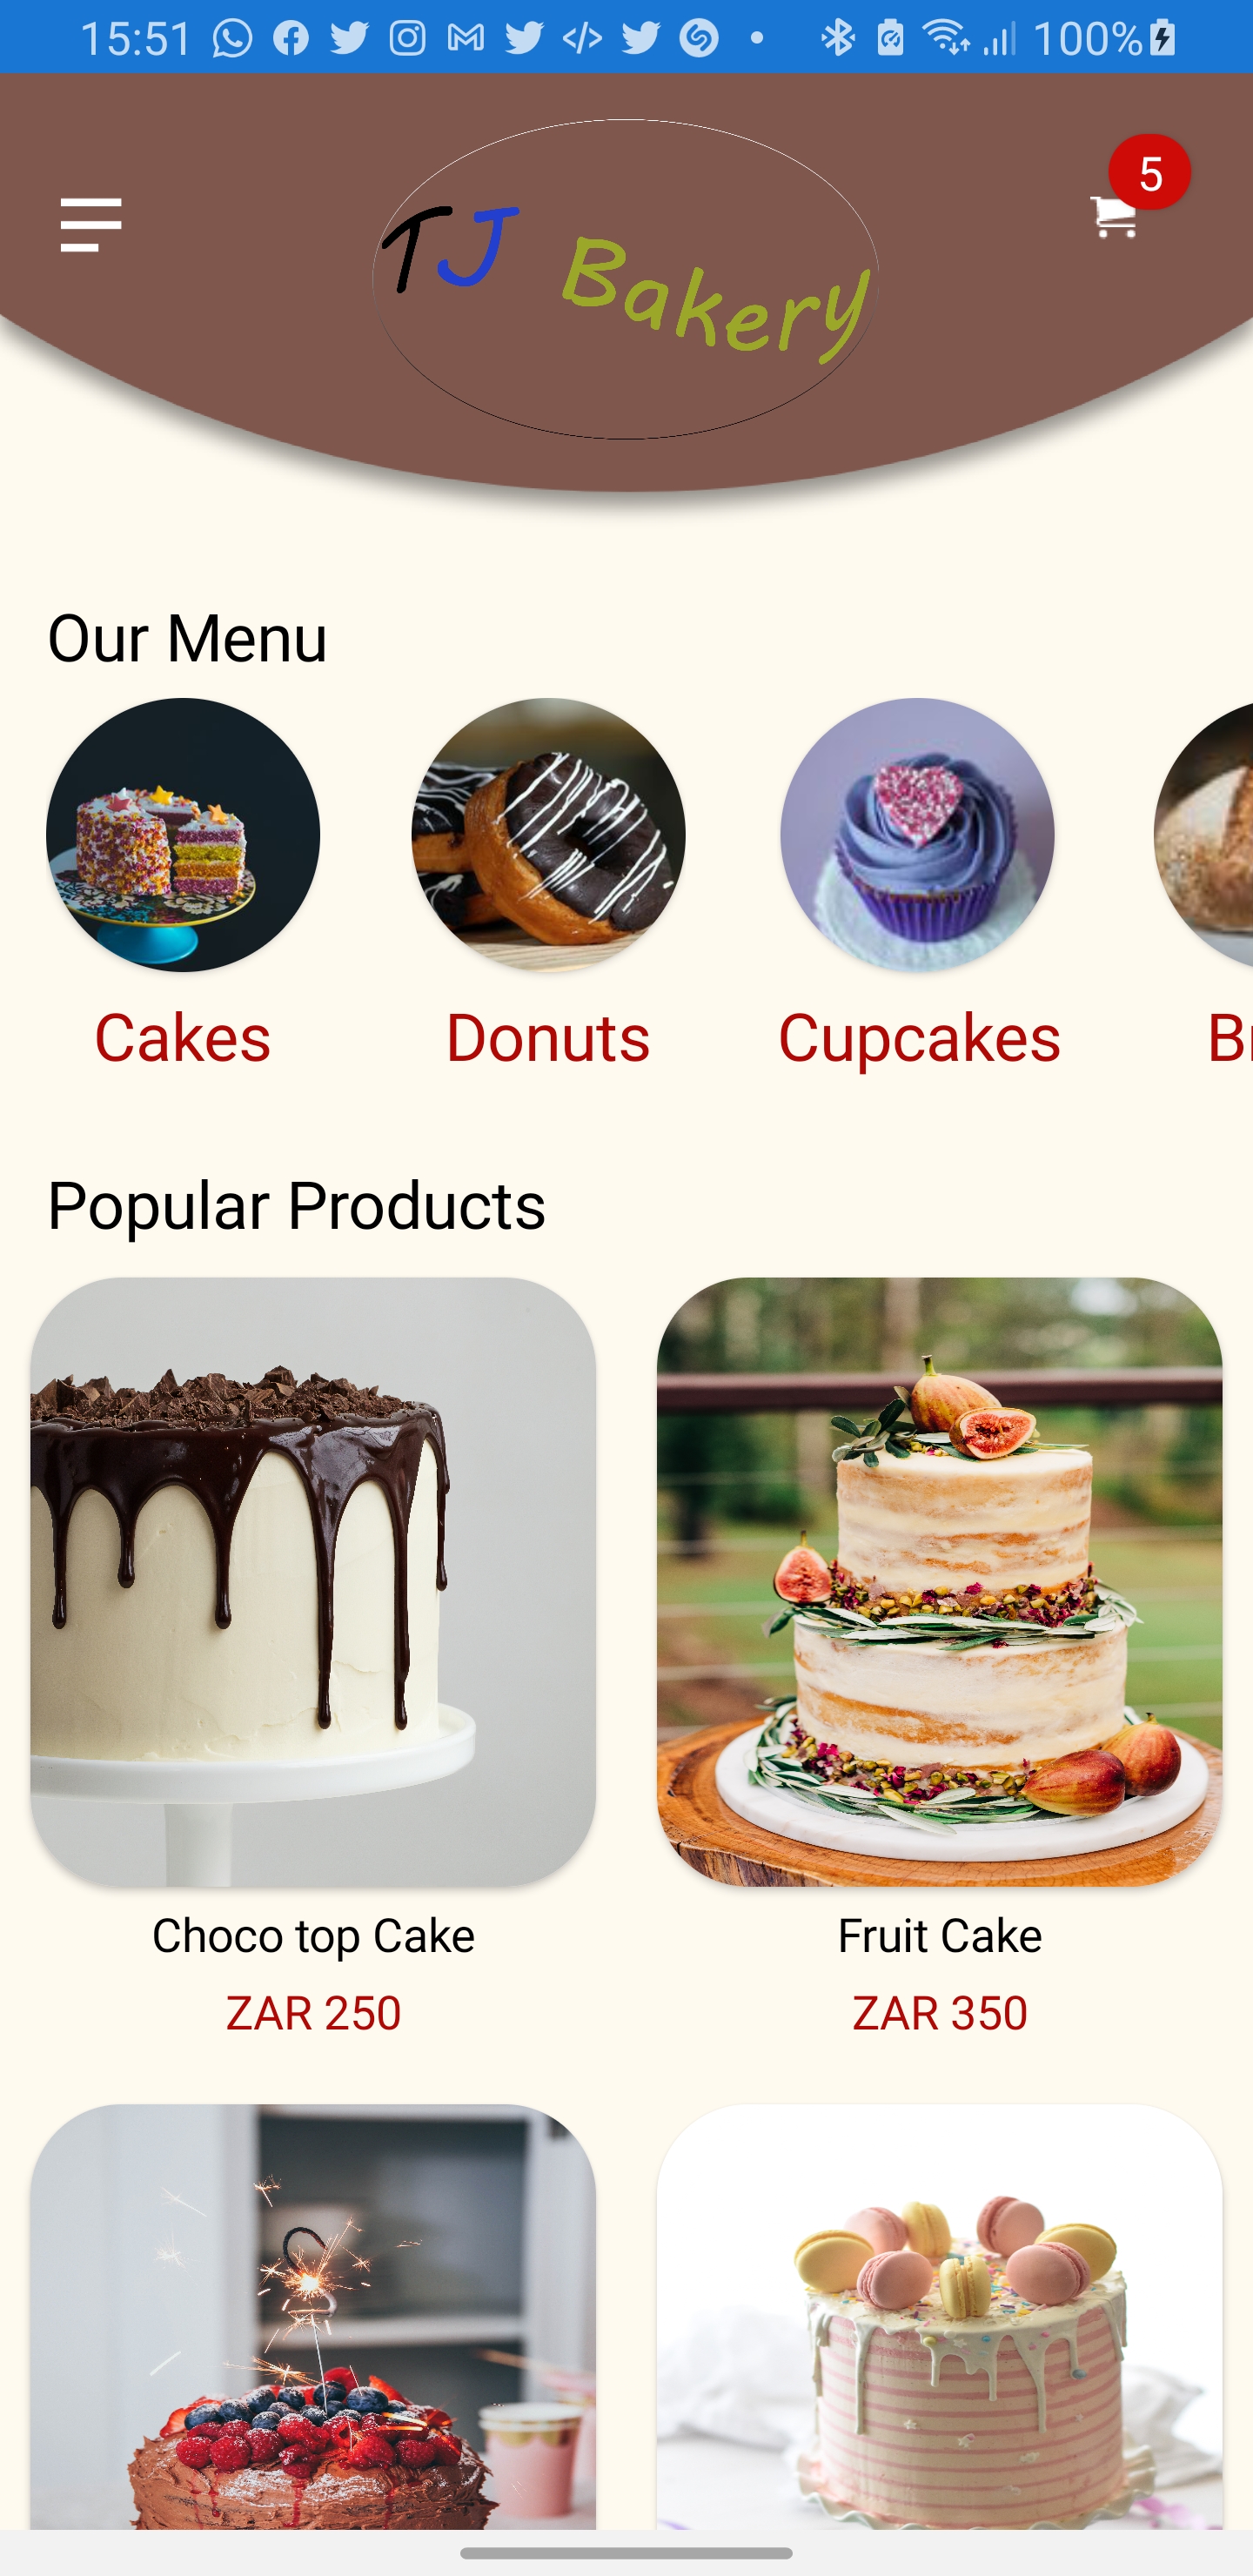 15:51 100%
5
TJ Bakery
Our Menu
Cakes Donuts Cupcakes
Popular Products
Choco top Cake Fruit Cake
ZAR 250 ZAR 350